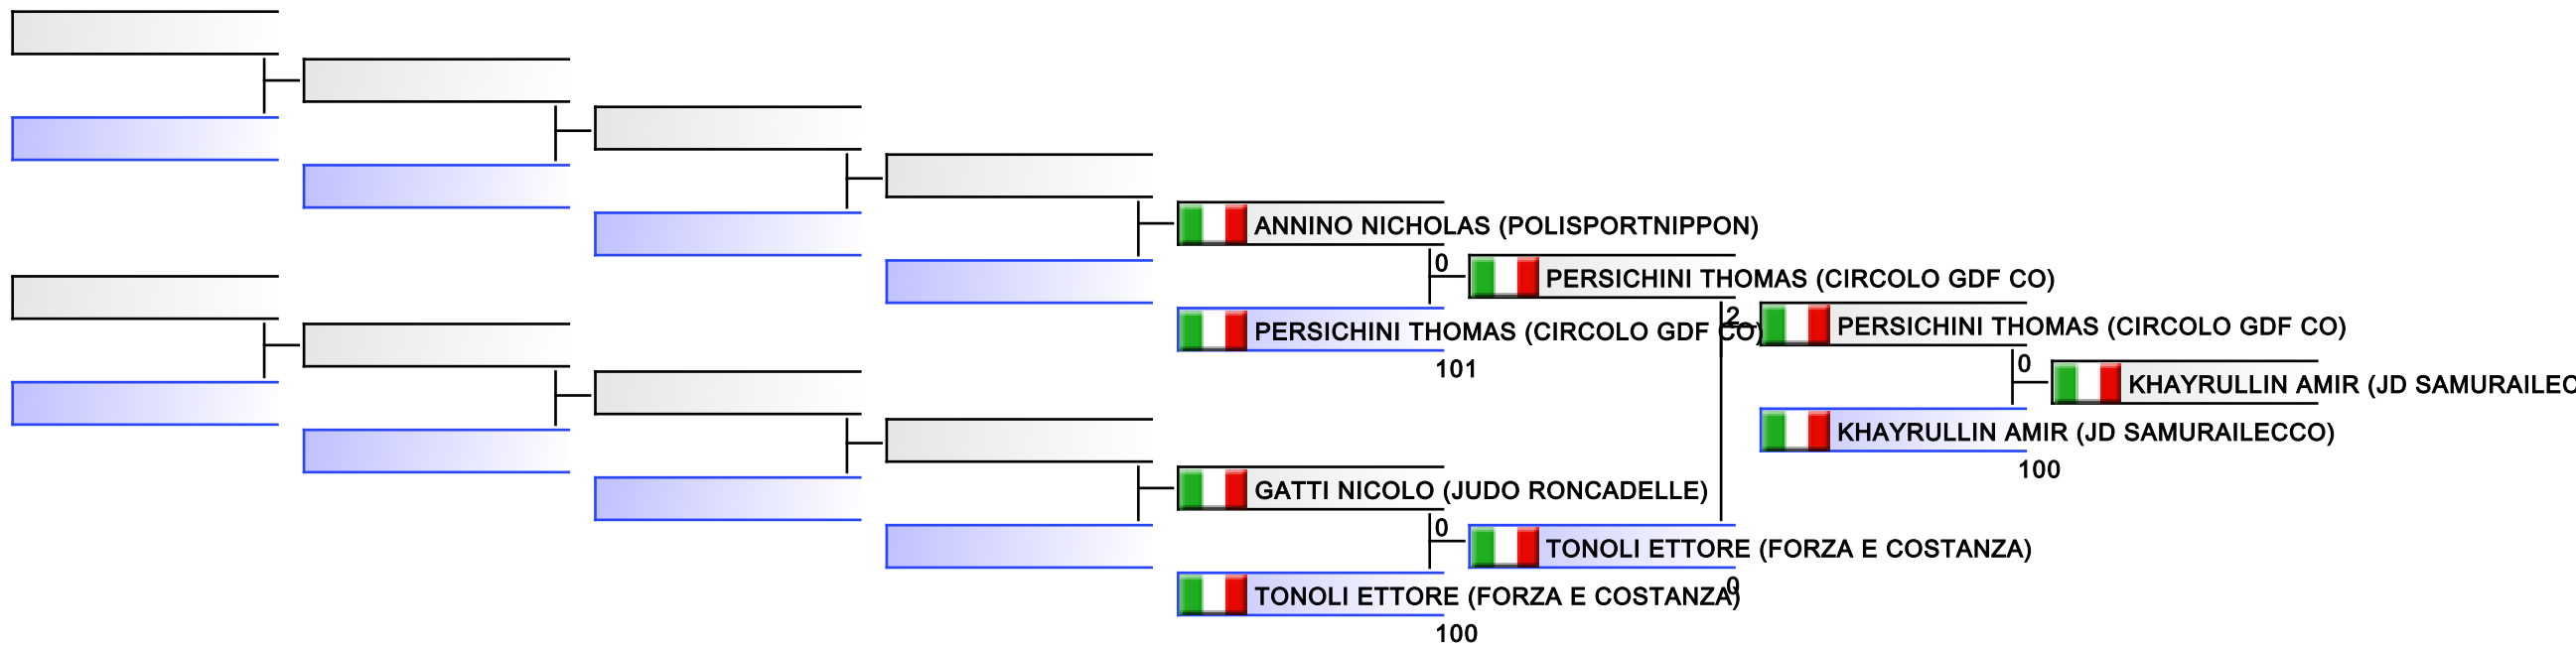 ANNINO NICHOLAS (POLISPORTNIPPON)
0
PERSICHINI THOMAS (CIRCOLO GDF CO)
PERSICHINI THOMAS (CIRCOLO GDF CO)
101
2
PERSICHINI THOMAS (CIRCOLO GDF CO)
0
KHAYRULLIN AMIR (JD SAMURAILEC
KHAYRULLIN AMIR (JD SAMURAILECCO)
100
GATTI NICOLO (JUDO RONCADELLE)
0
TONOLI ETTORE (FORZA E COSTANZA)
0
TONOLI ETTORE (FORZA E COSTANZA)
100